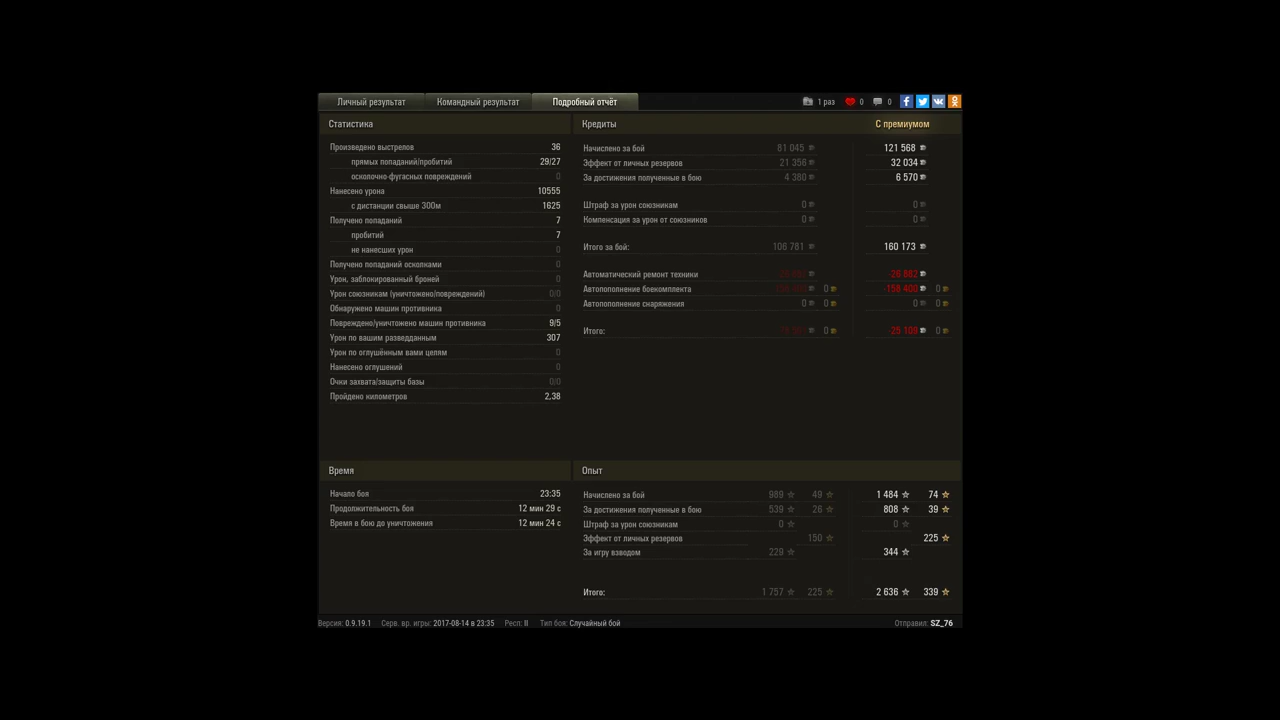 Личный результат Командный результат Подробный отчёт 1 раз 0 0
Статистика
Произведено выстрелов 36
прямых попаданий/пробитий 29/27
осколочно-фугасных повреждений 0
Нанесено урона 10555
с дистанции свыше 300м 1625
Получено попаданий 7
пробитий 7
не нанесших урон 0
Получено попаданий осколками 0
Урон, заблокированный броней 0
Урон союзникам (уничтожено/повреждений) 0/0
Обнаружено машин противника 0
Повреждено/уничтожено машин противника 9/5
Урон по вашим разведданным 307
Урон по оглушённым вами целям 0
Нанесено оглушений 0
Очки захвата/защиты базы 0/0
Пройдено километров 2,38
Кредиты С премиумом
Начислено за бой 81 045 121 568
Эффект от личных резервов 21 356 32 034
За достижения полученные в бою 4 380 6 570
Штраф за урон союзникам 0 0
Компенсация за урон от союзников 0 0
Итого за бой: 106 781 160 173
Автоматический ремонт техники -26 882
Автопополнение боекомплекта 0 -158 400 0
Автопополнение снаряжения 0 0 0 0
Итого: 0 -25 109 0
Время
Начало боя 23:35
Продолжительность боя 12 мин 29 с
Время в бою до уничтожения 12 мин 24 с
Опыт
Начислено за бой 989 49 1 484 74
За достижения полученные в бою 539 26 808 39
Штраф за урон союзникам 0 0
Эффект от личных резервов 150 225
За игру взводом 229 344
Итого: 1 757 225 2 636 339
Версия: 0.9.19.1 Серв. вр. игры: 2017-08-14 в 23:35 Респ: II Тип боя: Случайный бой Отправил: SZ_76